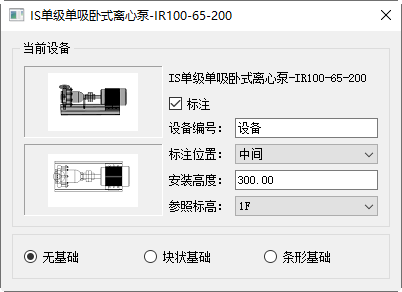 IS单级单吸卧式离心泵-IR100-65-200
当前设备
IS单级单吸卧式离心泵-IR100-65-200
标注
设备编号： 设备
标注位置： 中间
安装高度： 300.00
参照标高： 1F
无基础 块状基础 条形基础